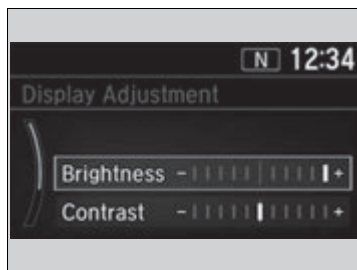 N 12:34
Display Adjustment
Brightness - +
Contrast - +